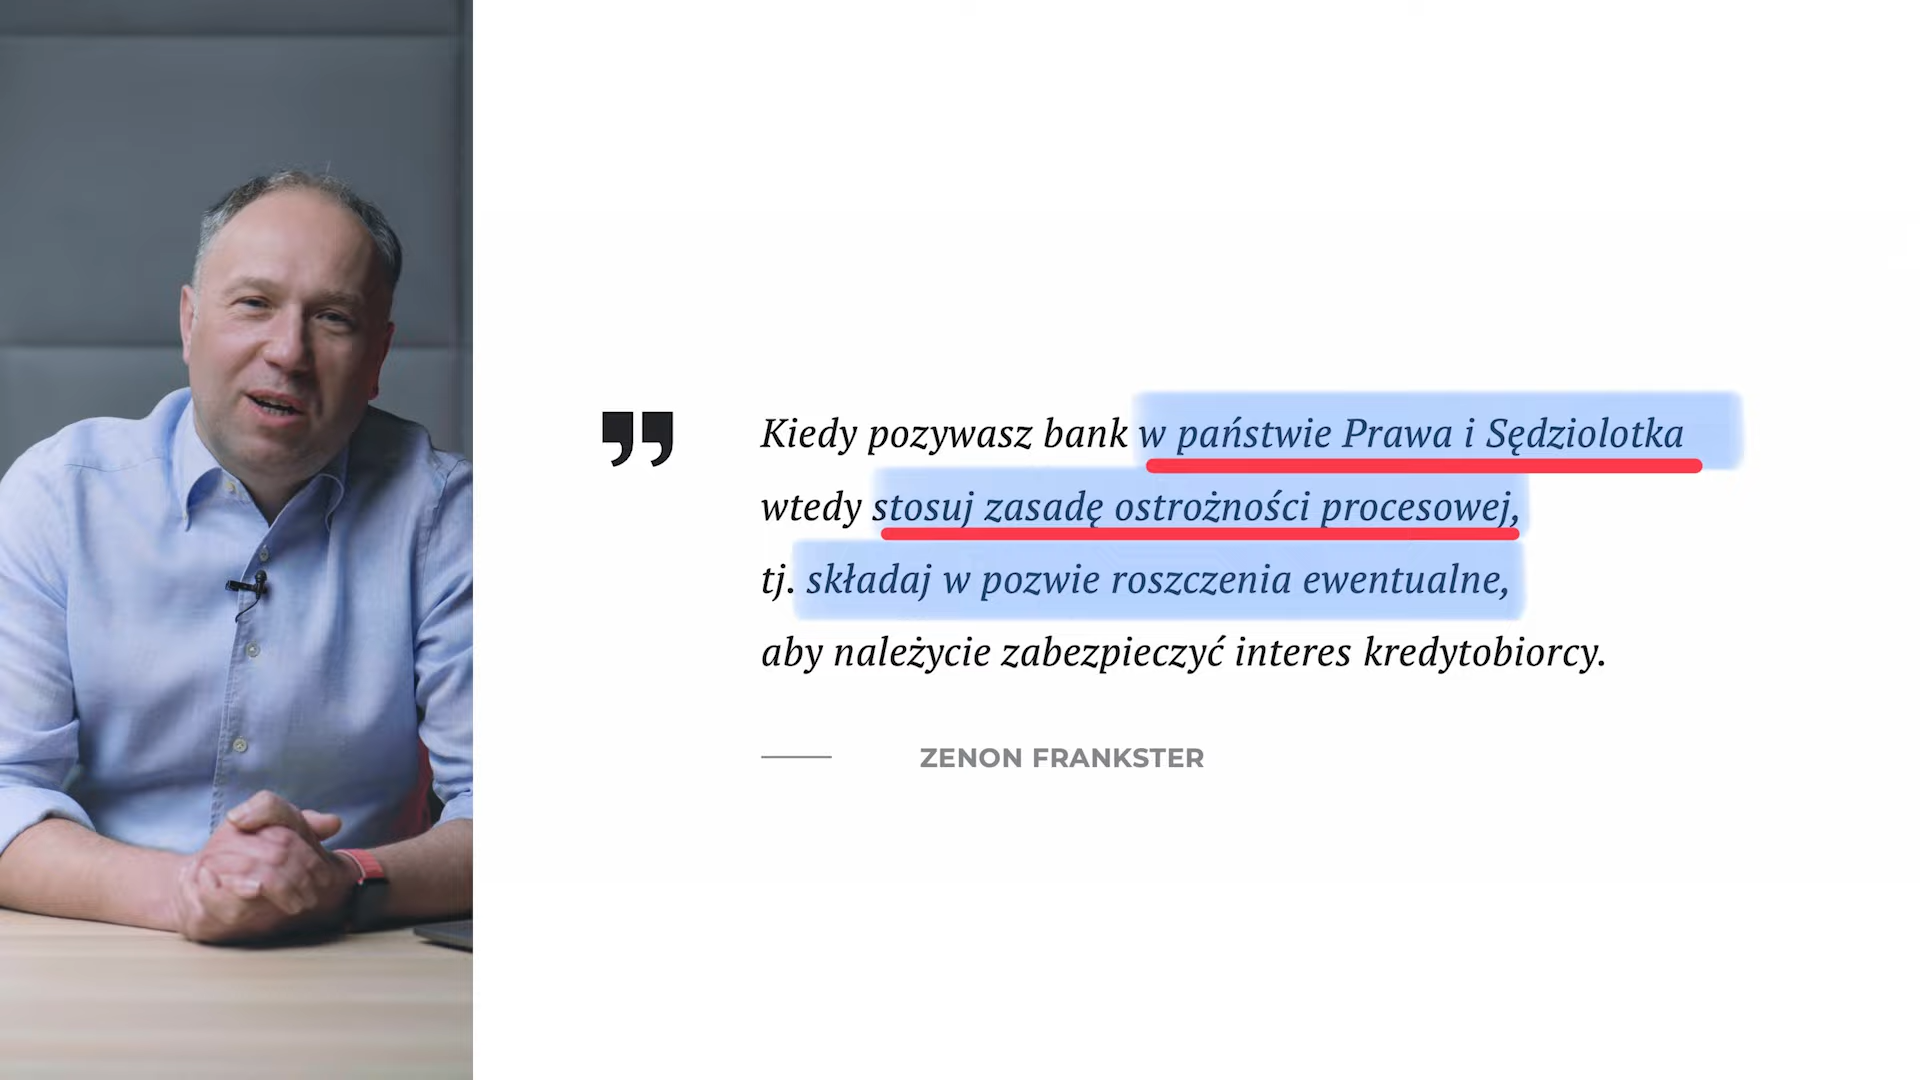 Kiedy pozywasz bank w państwie Prawa i Sędziolotka
wtedy stosuj zasadę ostrożności procesowej,
tj. składaj w pozwie roszczenia ewentualne,
aby należycie zabezpieczyć interes kredytobiorcy.
ZENON FRANKSTER